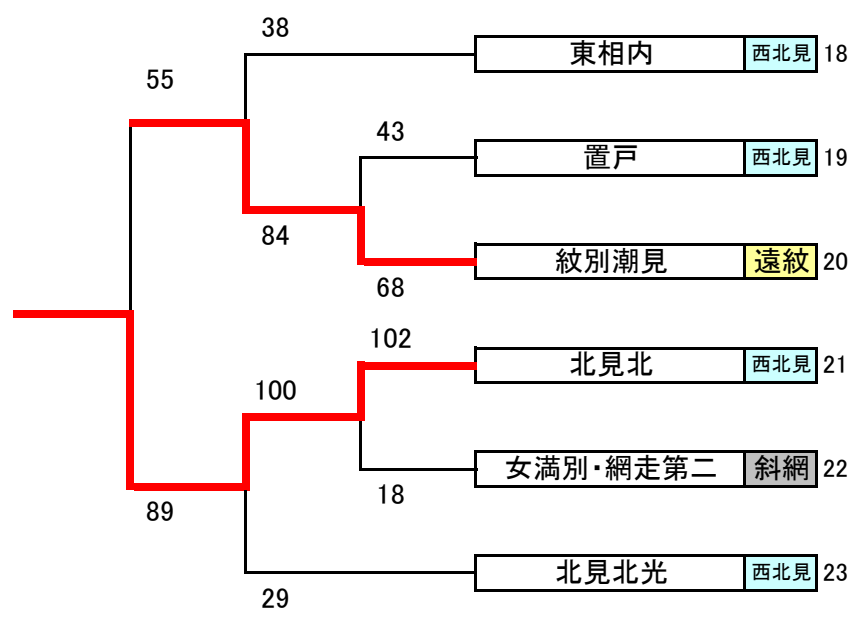 38
東相内 西北見 18
55
43
置戸 西北見 19
84
紋別潮見 遠紋 20
68
102
北見北 西北見 21
100
女満別・網走第二 斜網 22
18
89
北見北光 西北見 23
29